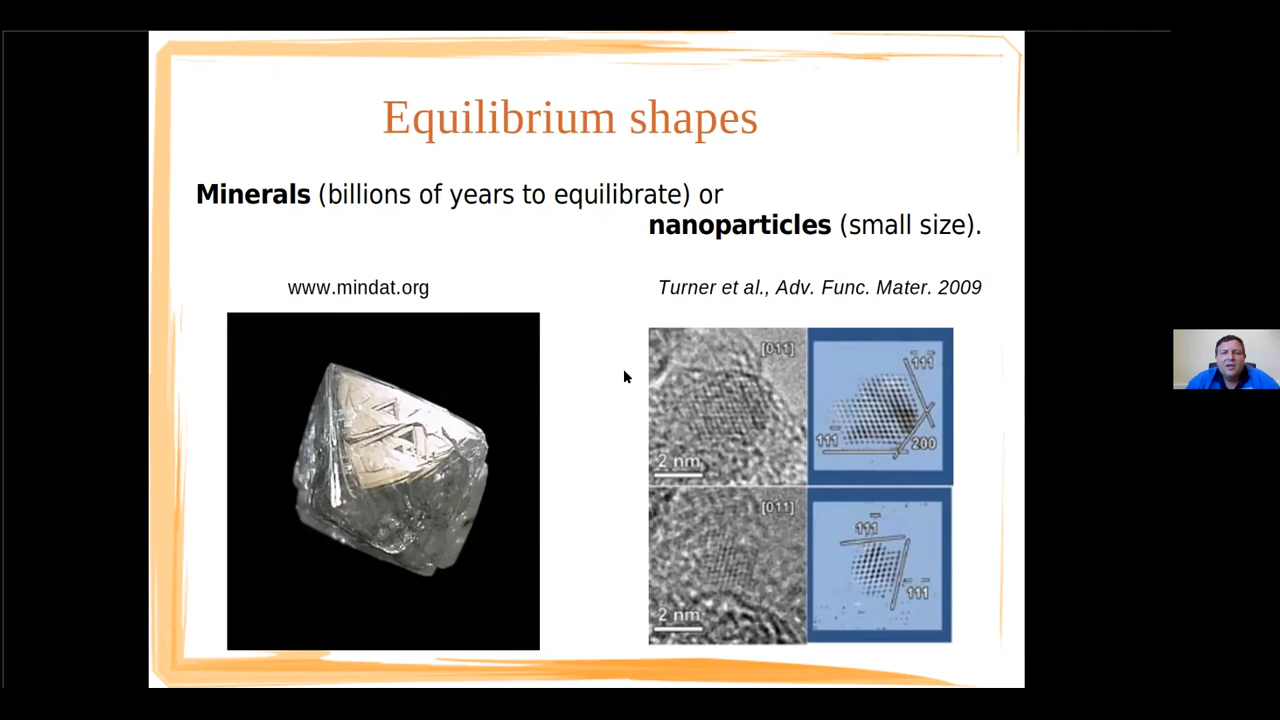 Equilibrium shapes
Minerals (billions of years to equilibrate) or
nanoparticles (small size).
www.mindat.org
Turner et al., Adv. Func. Mater. 2009
[011]
2 nm
111
111
200
[011]
2 nm
111
111